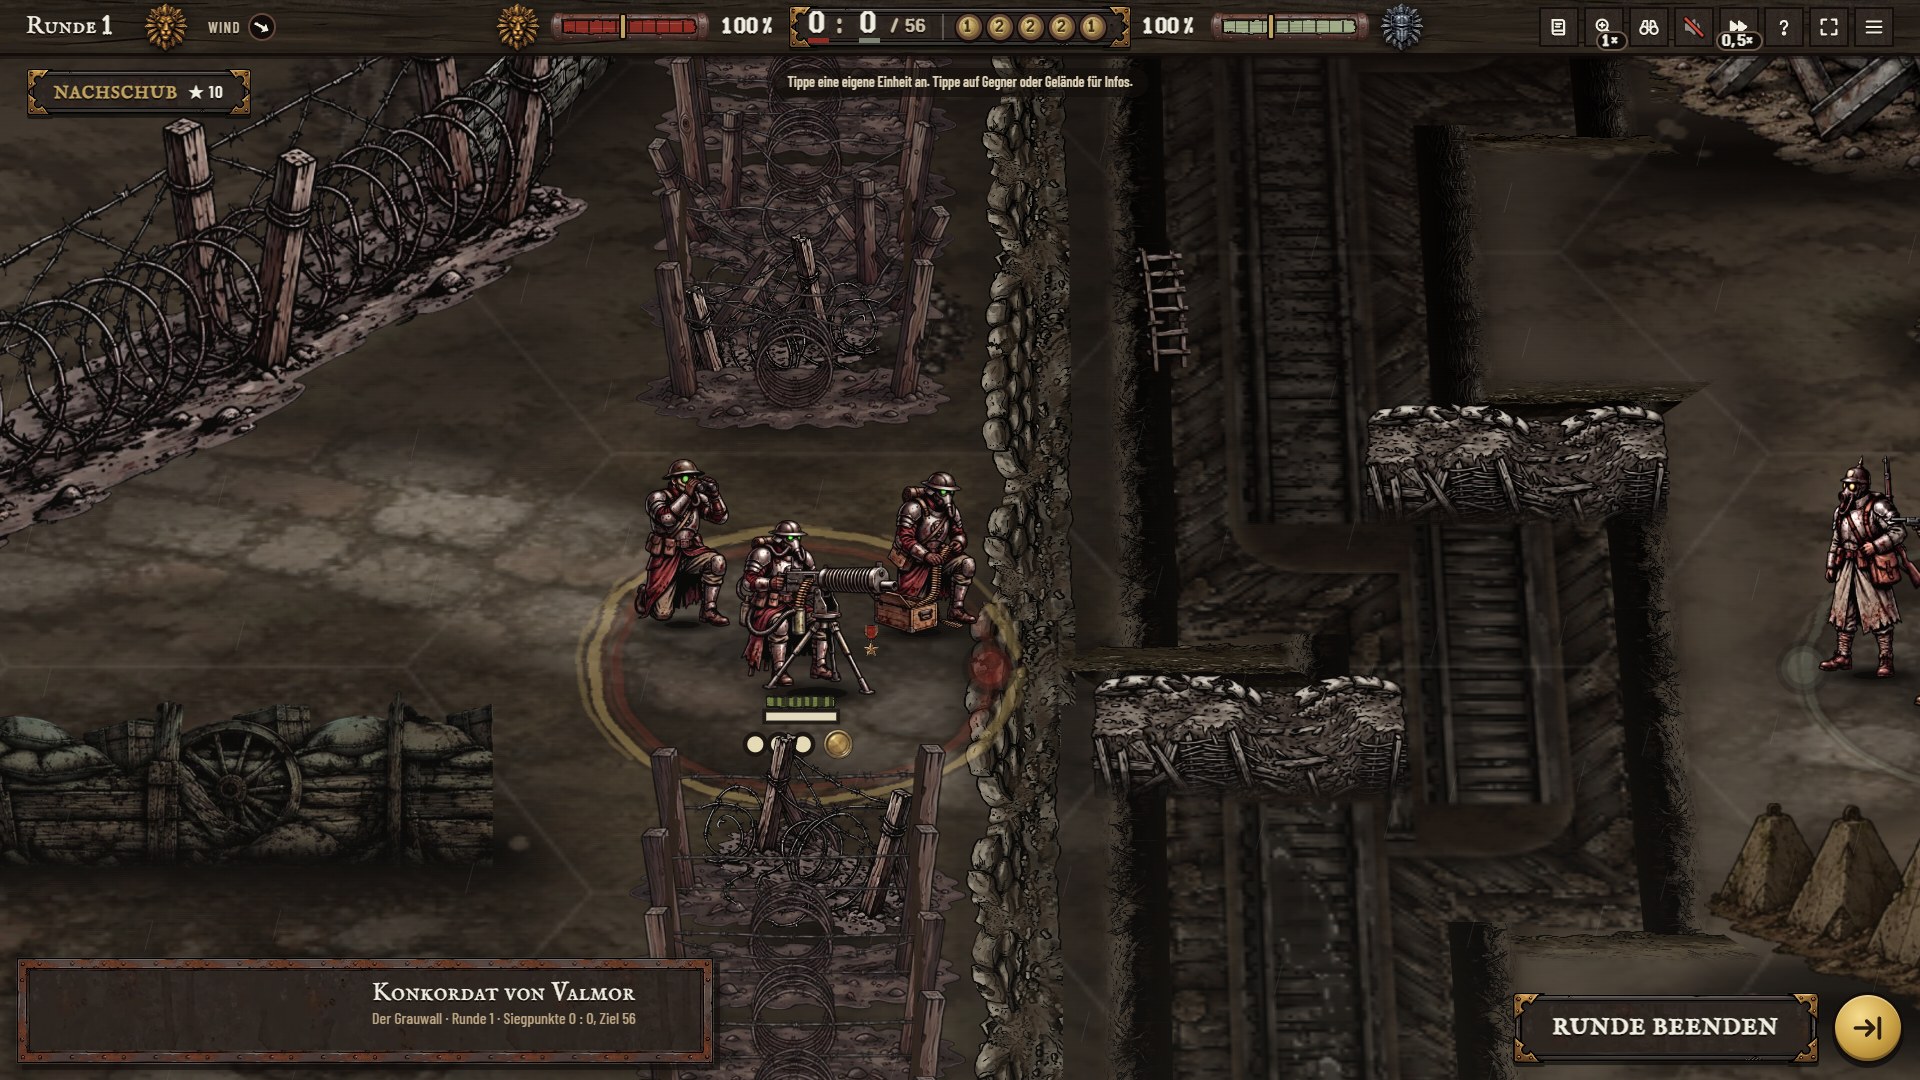 Runde 1
WIND
100 %
0 : 0 / 56
1 2 2 2 1
100 %
1×
0,5×
?
NACHSCHUB ★ 10
Tippe eine eigene Einheit an. Tippe auf Gegner oder Gelände für Infos.
Konkordat von Valmor
Der Grauwall · Runde 1 · Siegpunkte 0 : 0, Ziel 56
RUNDE BEENDEN